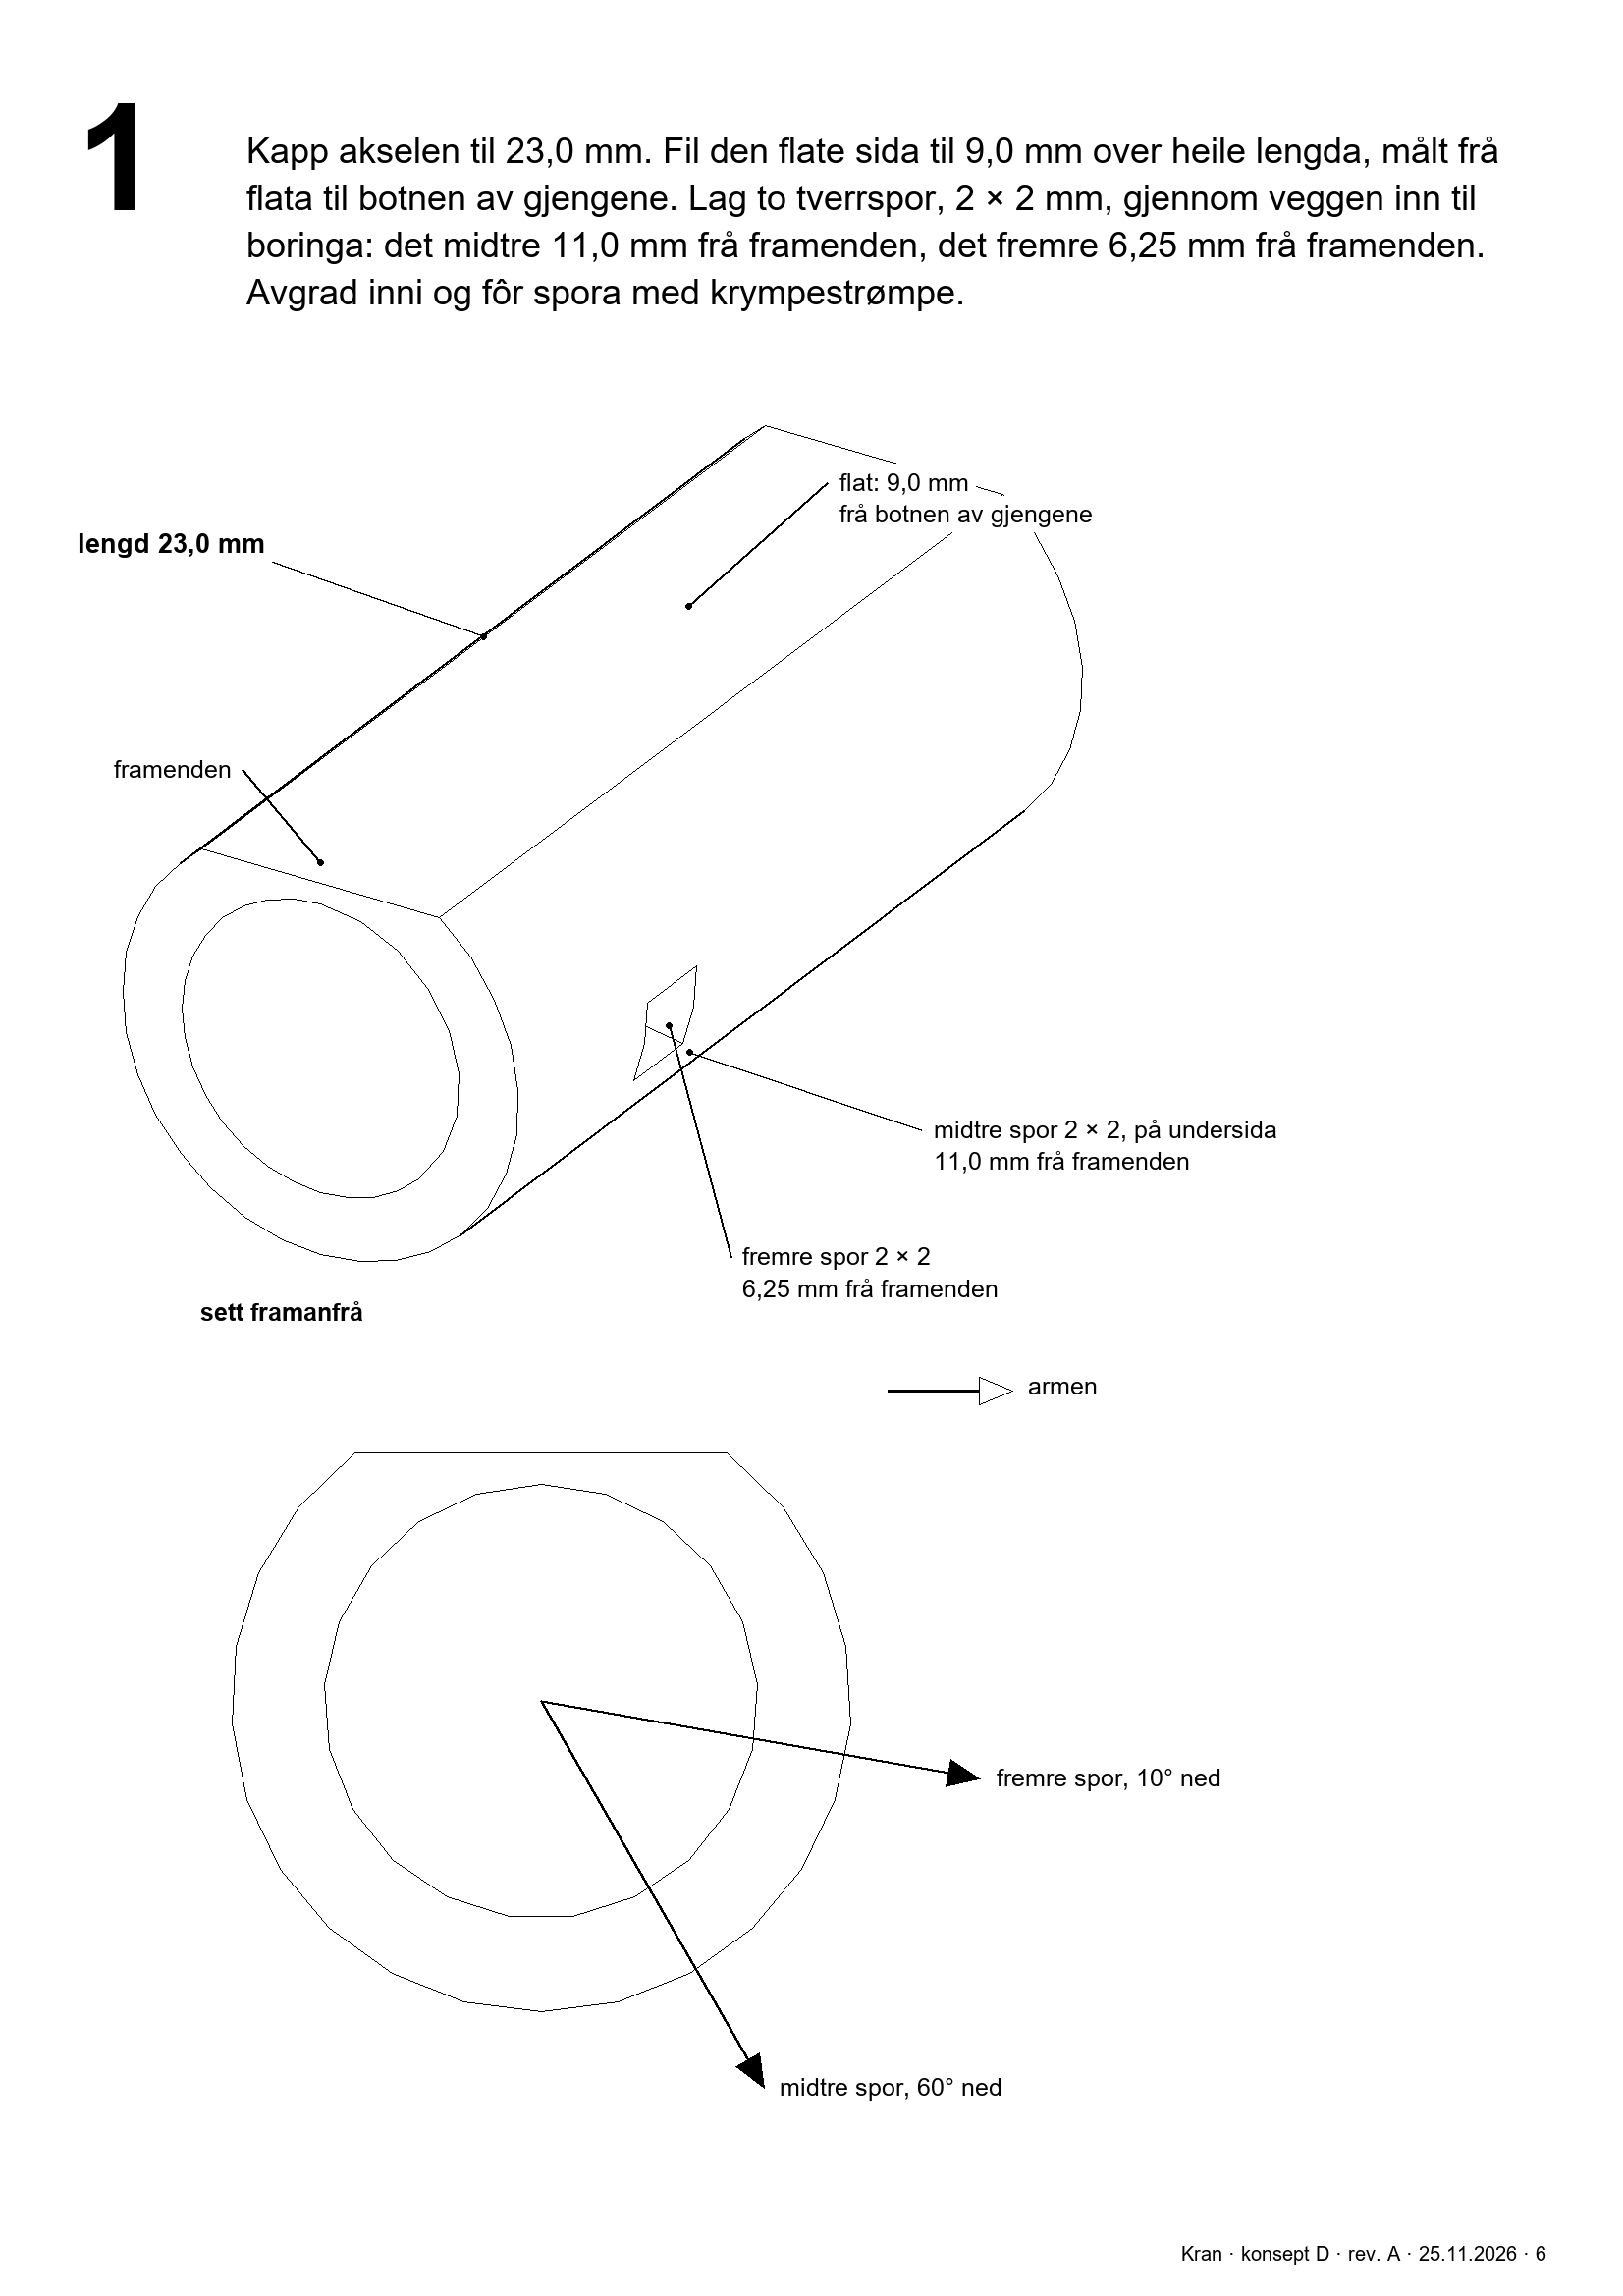 1
Kapp akselen til 23,0 mm. Fil den flate sida til 9,0 mm over heile lengda, målt frå
flata til botnen av gjengene. Lag to tverrspor, 2 × 2 mm, gjennom veggen inn til
boringa: det midtre 11,0 mm frå framenden, det fremre 6,25 mm frå framenden.
Avgrad inni og fôr spora med krympestrømpe.
flat: 9,0 mm
frå botnen av gjengene
lengd 23,0 mm
framenden
midtre spor 2 × 2, på undersida
11,0 mm frå framenden
fremre spor 2 × 2
6,25 mm frå framenden
sett framanfrå
armen
fremre spor, 10° ned
midtre spor, 60° ned
Kran · konsept D · rev. A · 25.11.2026 · 6